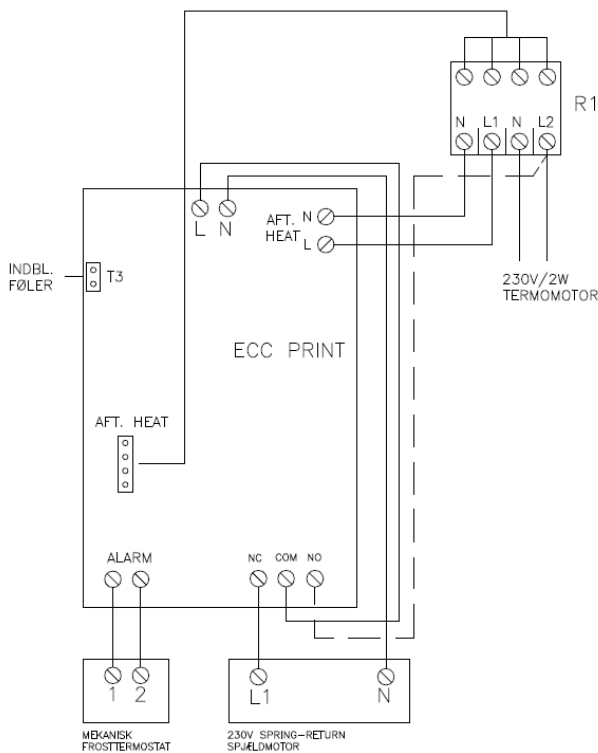 R1
N L1 N L2
L N
AFT. N
HEAT L
INDBL.
FØLER
T3
230V/2W
TERMOMOTOR
ECC PRINT
AFT. HEAT
ALARM
NC COM NO
1 2
L1 N
MEKANISK
FROSTTERMOSTAT
230V SPRING-RETURN
SPJÆLDMOTOR